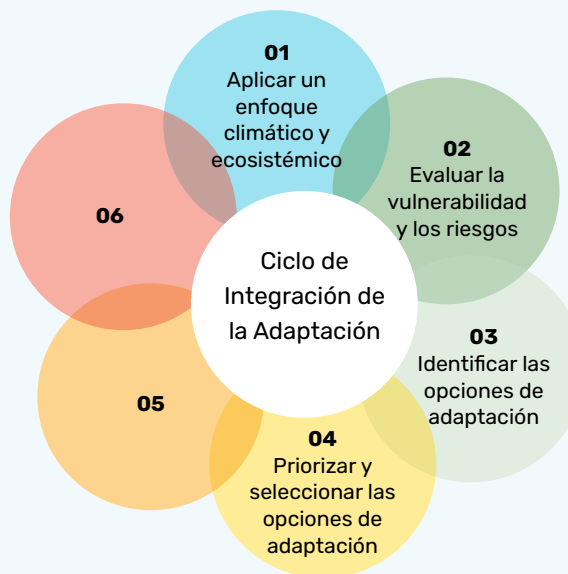 01
Aplicar un
enfoque
climático y
ecosistémico
02
Evaluar la
vulnerabilidad
y los riesgos
03
Identificar las
opciones de
adaptación
04
Priorizar y
seleccionar las
opciones de
adaptación
05
06
Ciclo de
Integración de
la Adaptación